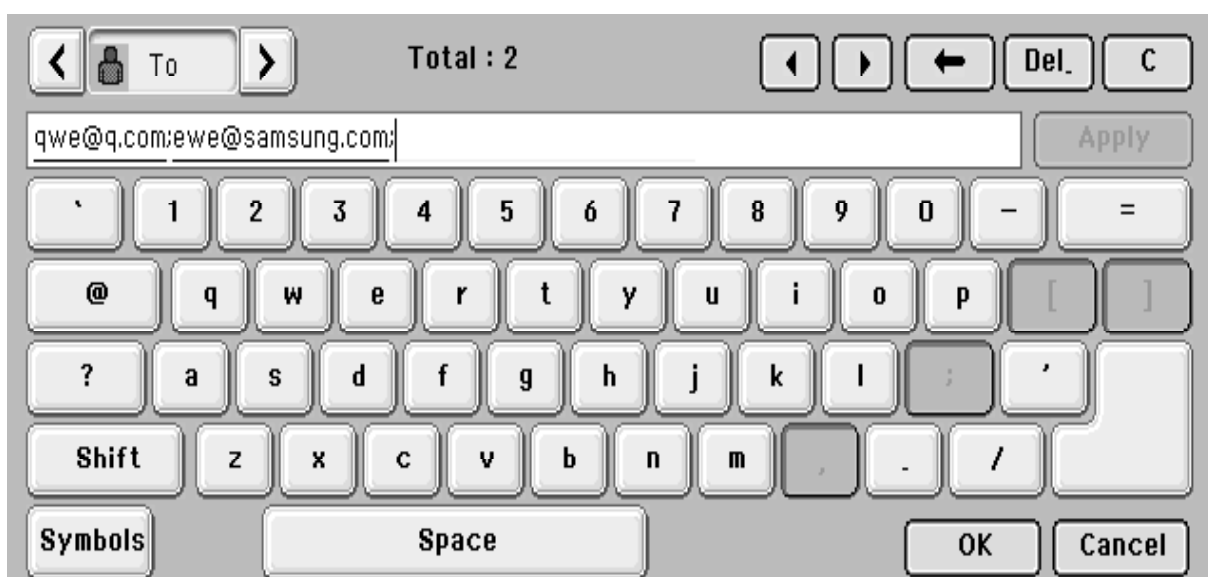 To Total : 2 Del_ C
qwe@q.com;ewe@samsung.com; Apply
` 1 2 3 4 5 6 7 8 9 0 - =
@ q w e r t y u i o p [ ]
? a s d f g h j k l ; '
Shift z x c v b n m , . /
Symbols Space OK Cancel